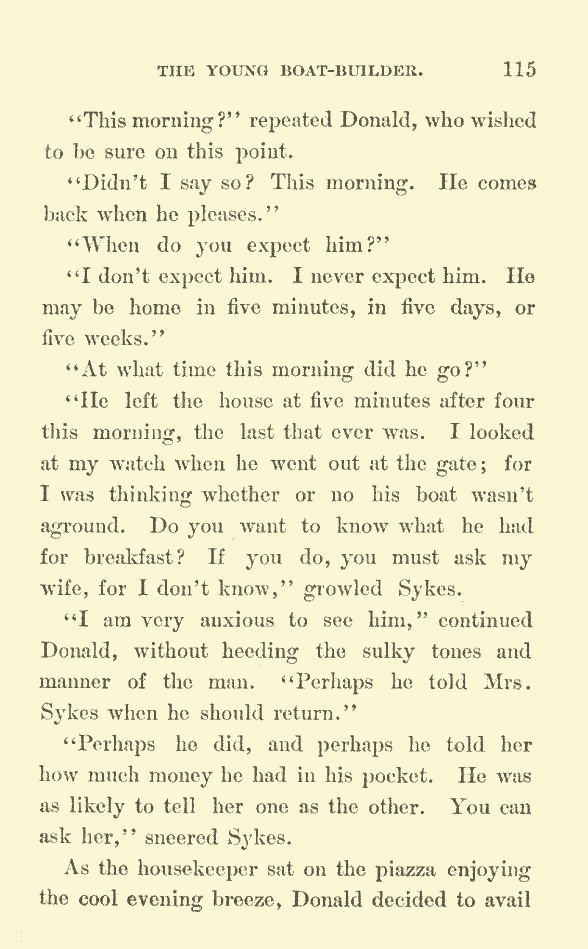 THE YOUNG BOAT-BUILDER. 115
"This morning?" repeated Donald, who wished
to be sure on this point.
"Didn't I say so? This morning. He comes
back when he pleases."
"When do you expect him?"
"I don't expect him. I never expect him. He
may be home in five minutes, in five days, or
five weeks."
"At what time this morning did he go?"
"He left the house at five minutes after four
this morning, the last that ever was. I looked
at my watch when he went out at the gate; for
I was thinking whether or no his boat wasn't
aground. Do you want to know what he had
for breakfast? If you do, you must ask my
wife, for I don't know," growled Sykes.
"I am very anxious to see him," continued
Donald, without heeding the sulky tones and
manner of the man. "Perhaps he told Mrs.
Sykes when he should return."
"Perhaps he did, and perhaps he told her
how much money he had in his pocket. He was
as likely to tell her one as the other. You can
ask her," sneered Sykes.
As the housekeeper sat on the piazza enjoying
the cool evening breeze, Donald decided to avail